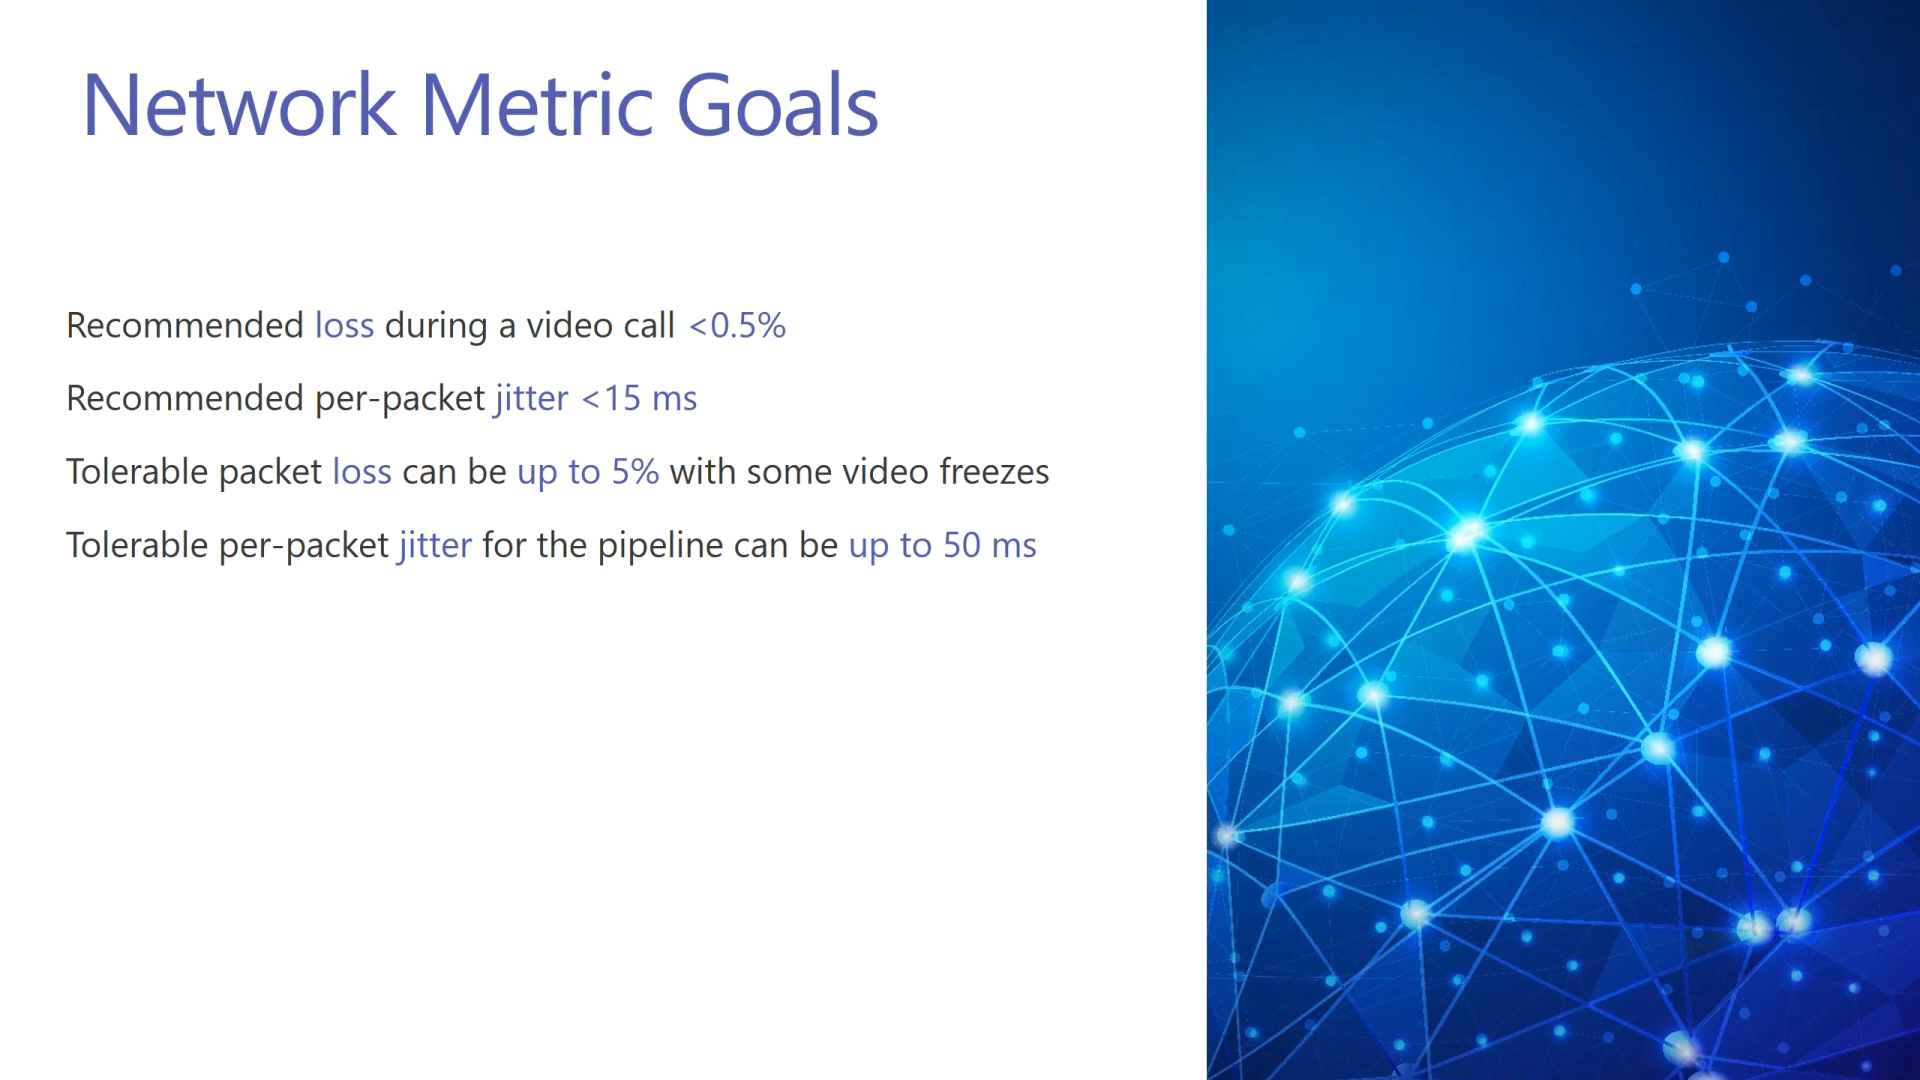 Network Metric Goals
Recommended loss during a video call <0.5%
Recommended per-packet jitter <15 ms
Tolerable packet loss can be up to 5% with some video freezes
Tolerable per-packet jitter for the pipeline can be up to 50 ms